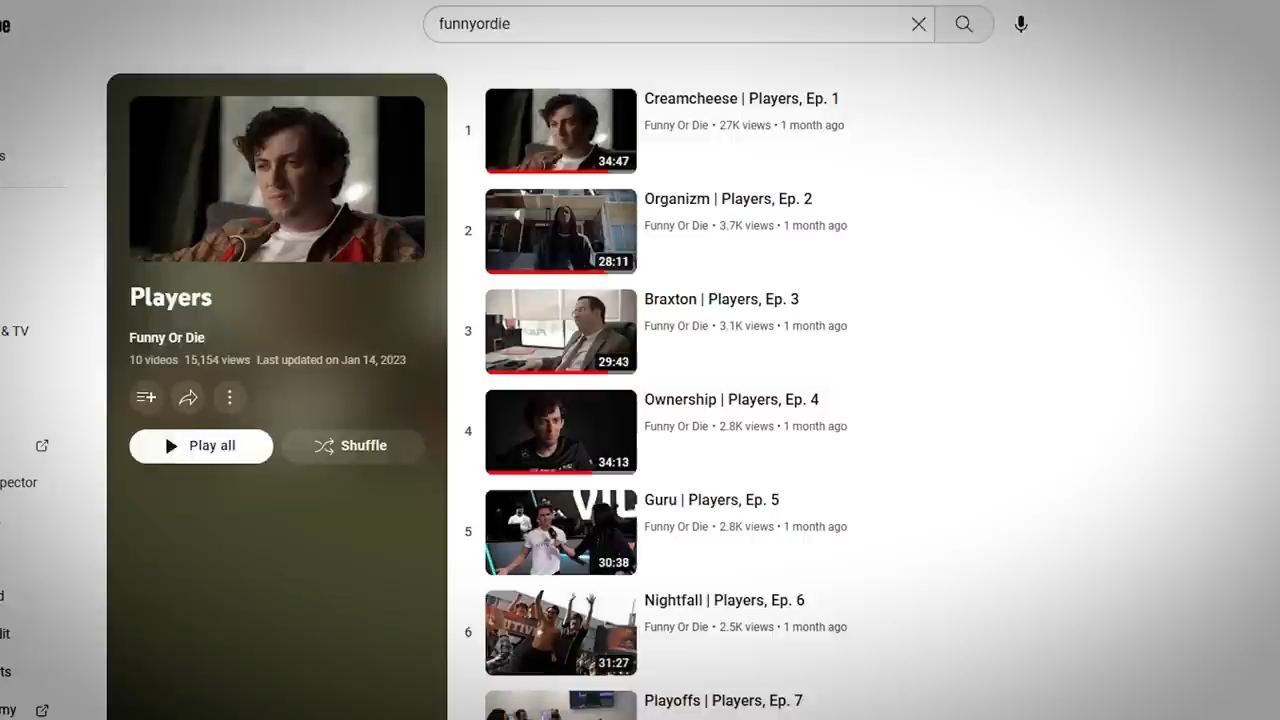 be
funnyordie
s
& TV
pector
d
it
ts
my
Players
Funny Or Die
10 videos 15,154 views Last updated on Jan 14, 2023
Play all
Shuffle
1
34:47
Creamcheese | Players, Ep. 1
Funny Or Die • 27K views • 1 month ago
2
28:11
Organizm | Players, Ep. 2
Funny Or Die • 3.7K views • 1 month ago
3
29:43
Braxton | Players, Ep. 3
Funny Or Die • 3.1K views • 1 month ago
4
34:13
Ownership | Players, Ep. 4
Funny Or Die • 2.8K views • 1 month ago
5
30:38
Guru | Players, Ep. 5
Funny Or Die • 2.8K views • 1 month ago
6
31:27
Nightfall | Players, Ep. 6
Funny Or Die • 2.5K views • 1 month ago
Playoffs | Players, Ep. 7